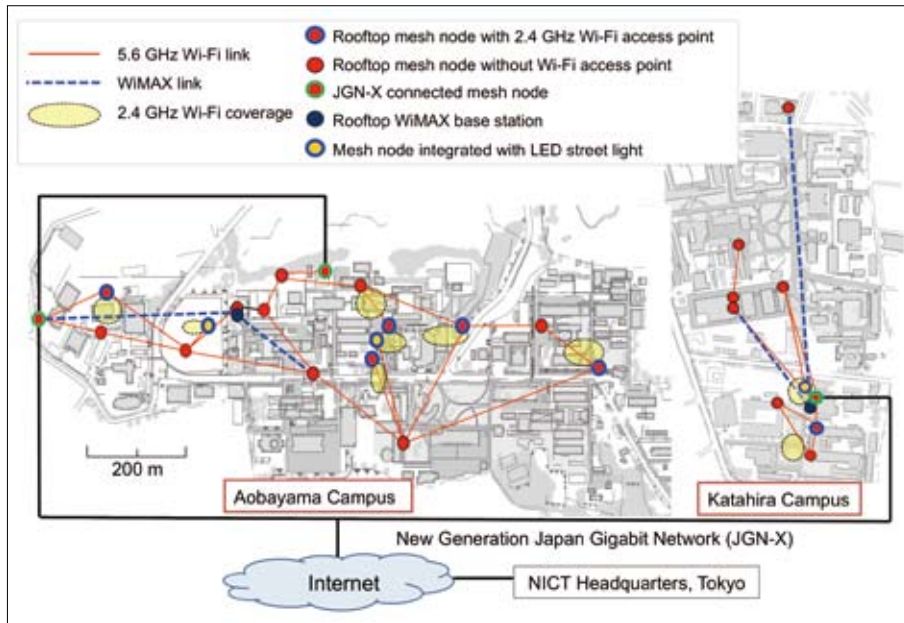 5.6 GHz Wi-Fi link
WiMAX link
2.4 GHz Wi-Fi coverage
Rooftop mesh node with 2.4 GHz Wi-Fi access point
Rooftop mesh node without Wi-Fi access point
JGN-X connected mesh node
Rooftop WiMAX base station
Mesh node integrated with LED street light
200 m
Aobayama Campus
Katahira Campus
New Generation Japan Gigabit Network (JGN-X)
Internet
NICT Headquarters, Tokyo